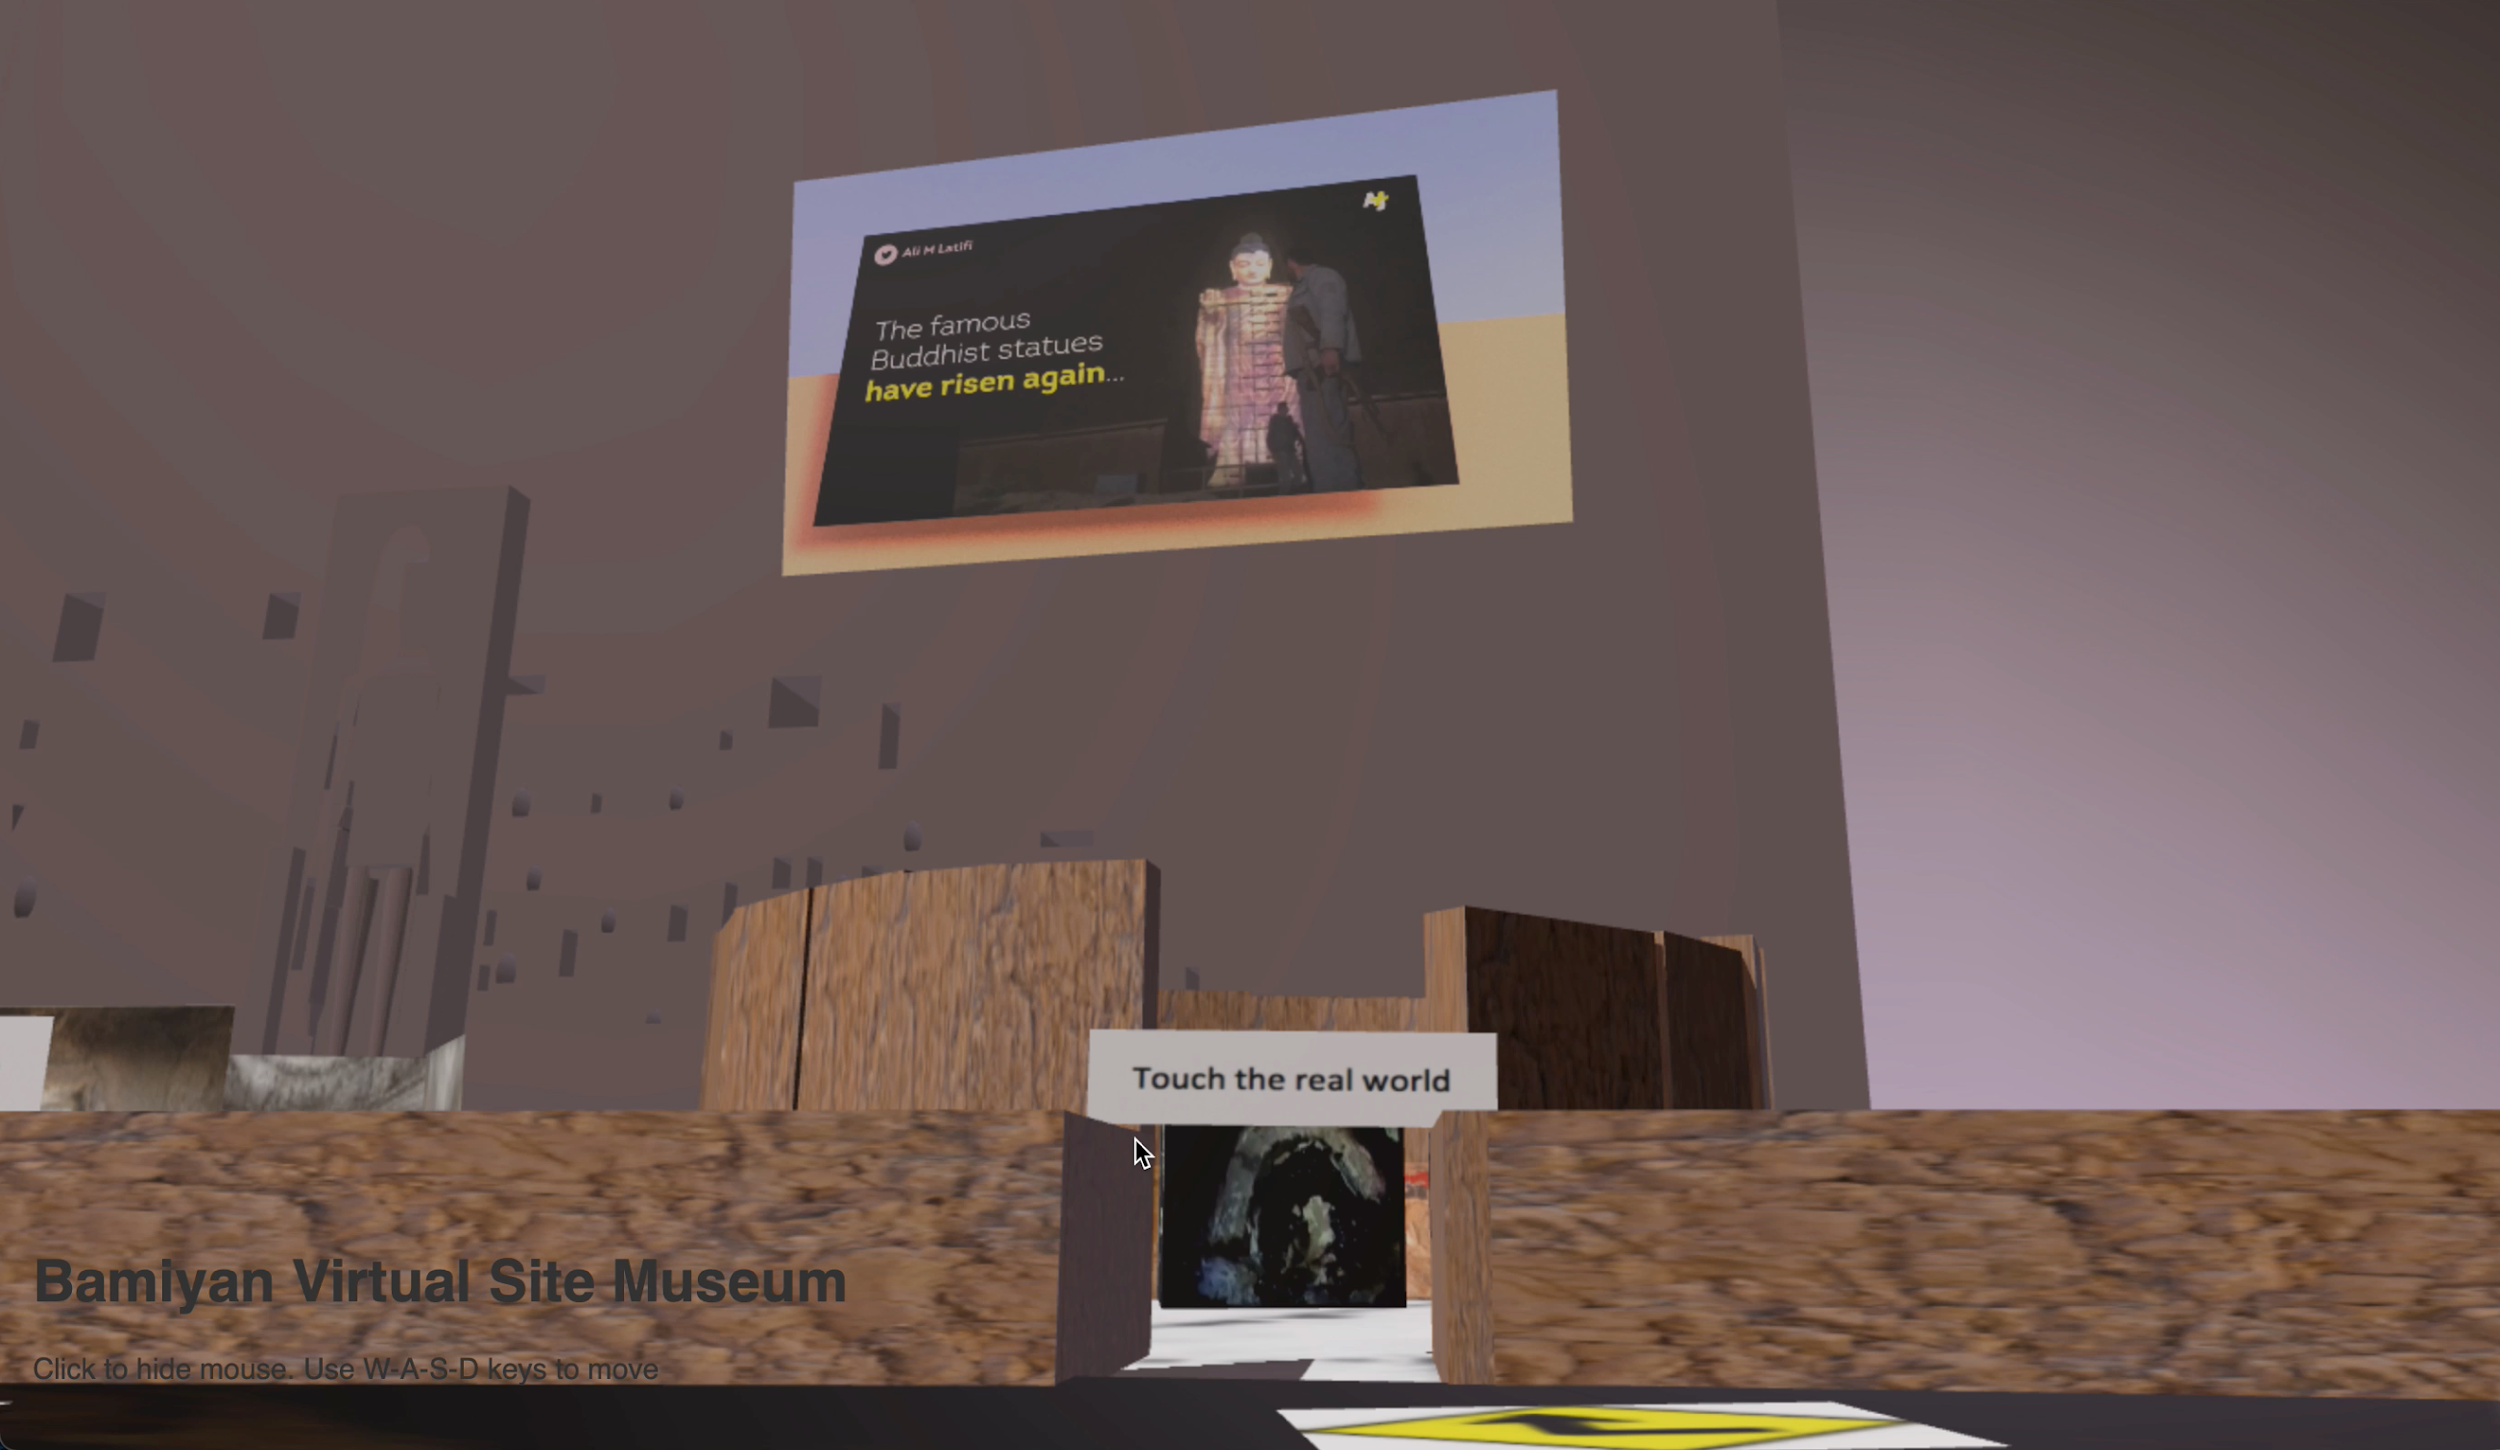 Ali M Latifi
The famous
Buddhist statues
have risen again...
Touch the real world
Bamiyan Virtual Site Museum
Click to hide mouse. Use W-A-S-D keys to move